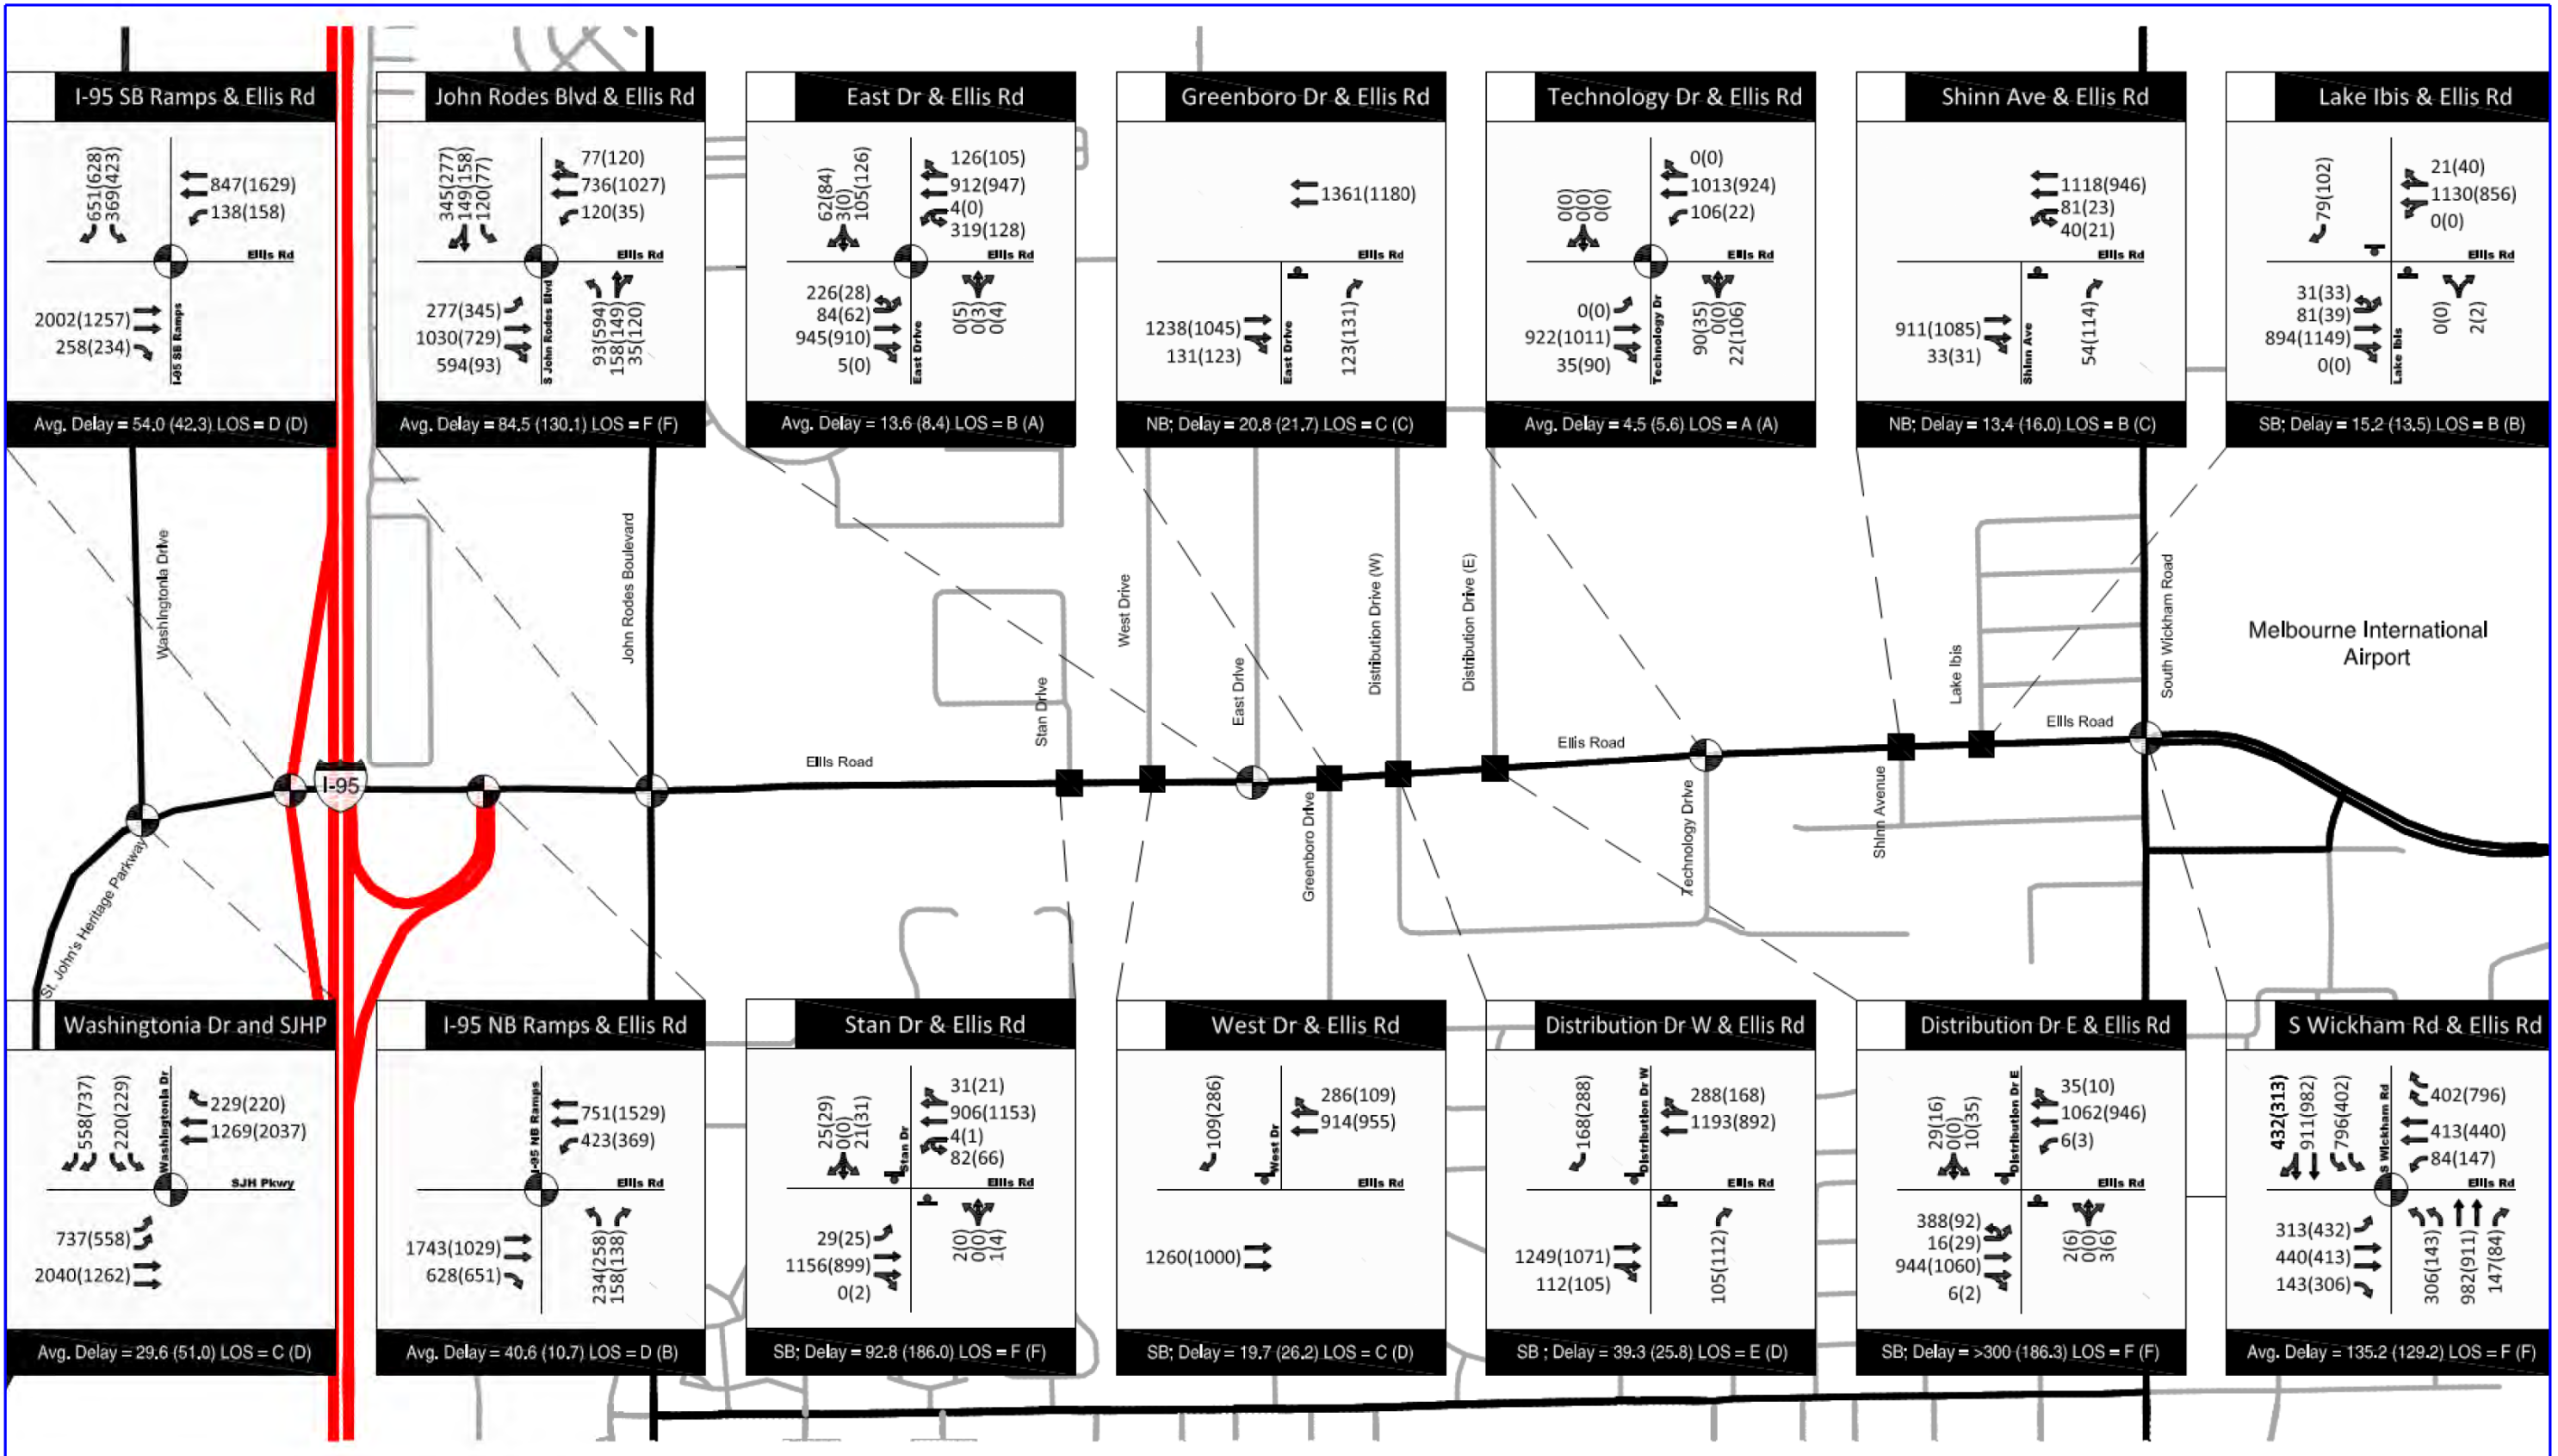 I-95 SB Ramps & Ellis Rd
651(628)
369(423)
847(1629)
138(158)
Ellis Rd
2002(1257)
258(234)
I-95 SB Ramps
Avg. Delay = 54.0 (42.3) LOS = D (D)
John Rodes Blvd & Ellis Rd
345(277)
149(158)
120(77)
77(120)
736(1027)
120(35)
Ellis Rd
277(345)
1030(729)
594(93)
S John Rodes Blvd
93(594)
158(149)
35(120)
Avg. Delay = 84.5 (130.1) LOS = F (F)
East Dr & Ellis Rd
62(84)
3(0)
105(126)
126(105)
912(947)
4(0)
319(128)
Ellis Rd
226(28)
84(62)
945(910)
5(0)
East Drive
0(5)
0(3)
0(4)
Avg. Delay = 13.6 (8.4) LOS = B (A)
Greenboro Dr & Ellis Rd
1361(1180)
Ellis Rd
1238(1045)
131(123)
East Drive
123(131)
NB; Delay = 20.8 (21.7) LOS = C (C)
Technology Dr & Ellis Rd
0(0)
0(0)
0(0)
0(0)
1013(924)
106(22)
Ellis Rd
0(0)
922(1011)
35(90)
Technology Dr
90(35)
0(0)
22(106)
Avg. Delay = 4.5 (5.6) LOS = A (A)
Shinn Ave & Ellis Rd
1118(946)
81(23)
40(21)
Ellis Rd
911(1085)
33(31)
Shinn Ave
54(114)
NB; Delay = 13.4 (16.0) LOS = B (C)
Lake Ibis & Ellis Rd
79(102)
21(40)
1130(856)
0(0)
Ellis Rd
31(33)
81(39)
894(1149)
0(0)
Lake Ibis
0(0)
2(2)
SB; Delay = 15.2 (13.5) LOS = B (B)
Washingtonia Drive
John Rodes Boulevard
Stan Drive
West Drive
East Drive
Distribution Drive (W)
Distribution Drive (E)
Lake Ibis
South Wickham Road
Melbourne International
Airport
Ellis Road
Ellis Road
Ellis Road
I-95
St. John's Heritage Parkway
Greenboro Drive
Technology Drive
Shinn Avenue
Washingtonia Dr and SJHP
558(737)
220(229)
Washingtonia Dr
229(220)
1269(2037)
SJH Pkwy
737(558)
2040(1262)
Avg. Delay = 29.6 (51.0) LOS = C (D)
I-95 NB Ramps & Ellis Rd
I-95 NB Ramps
751(1529)
423(369)
Ellis Rd
1743(1029)
628(651)
234(258)
158(138)
Avg. Delay = 40.6 (10.7) LOS = D (B)
Stan Dr & Ellis Rd
25(29)
0(0)
21(31)
Stan Dr
31(21)
906(1153)
4(1)
82(66)
Ellis Rd
29(25)
1156(899)
0(2)
2(0)
0(0)
1(4)
SB; Delay = 92.8 (186.0) LOS = F (F)
West Dr & Ellis Rd
109(286)
West Dr
286(109)
914(955)
Ellis Rd
1260(1000)
SB; Delay = 19.7 (26.2) LOS = C (D)
Distribution Dr W & Ellis Rd
168(288)
Distribution Dr W
288(168)
1193(892)
Ellis Rd
1249(1071)
112(105)
105(112)
SB ; Delay = 39.3 (25.8) LOS = E (D)
Distribution Dr E & Ellis Rd
29(16)
0(0)
10(35)
Distribution Dr E
35(10)
1062(946)
6(3)
Ellis Rd
388(92)
16(29)
944(1060)
6(2)
2(6)
0(0)
3(6)
SB; Delay = >300 (186.3) LOS = F (F)
S Wickham Rd & Ellis Rd
432(313)
911(982)
796(402)
S Wickham Rd
402(796)
413(440)
84(147)
Ellis Rd
313(432)
440(413)
143(306)
306(143)
982(911)
147(84)
Avg. Delay = 135.2 (129.2) LOS = F (F)